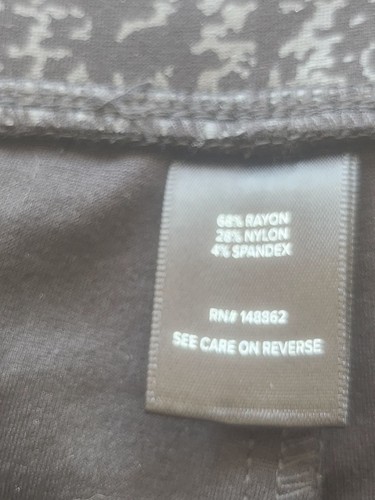 68% RAYON
28% NYLON
4% SPANDEX
RN# 148862
SEE CARE ON REVERSE